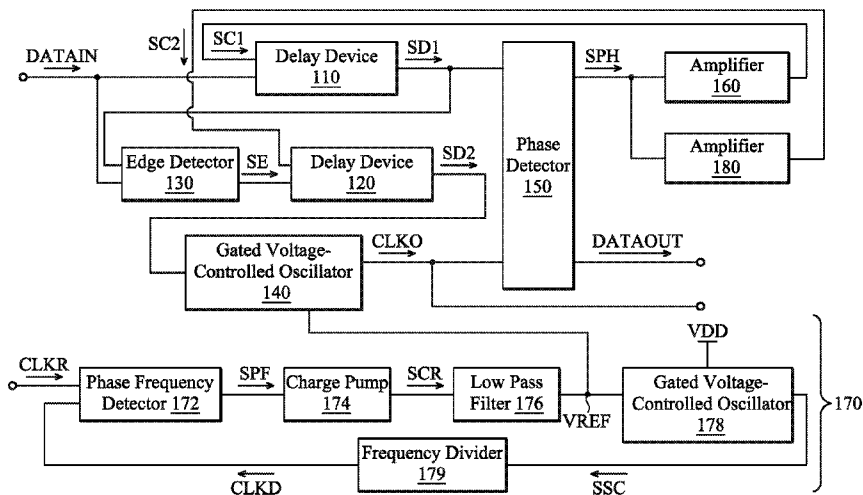 SC2
SC1
DATAIN
Delay Device
110
SD1
SPH
Amplifier
160
Edge Detector
130
SE
Delay Device
120
SD2
Phase
Detector
150
Amplifier
180
Gated Voltage-
Controlled Oscillator
140
CLKO
DATAOUT
VDD
CLKR
Phase Frequency
Detector 172
SPF
Charge Pump
174
SCR
Low Pass
Filter 176
VREF
Gated Voltage-
Controlled Oscillator
178
170
Frequency Divider
179
CLKD
SSC